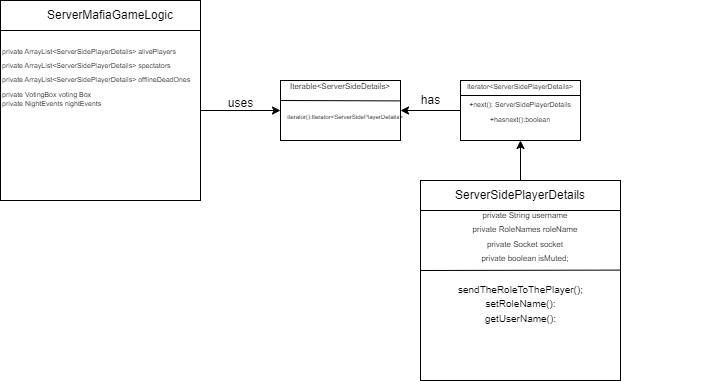 ServerMafiaGameLogic
private ArrayList<ServerSidePlayerDetails> alivePlayers
private ArrayList<ServerSidePlayerDetails> spectators
private ArrayList<ServerSidePlayerDetails> offlineDeadOnes
private VotingBox voting Box
private NightEvents nightEvents
uses
Iterable<ServerSideDetails>
iterator():Iterator<ServerSidePlayerDetails>
has
Iterator<ServerSidePlayerDetails>
+next(): ServerSidePlayerDetails
+hasnext():boolean
ServerSidePlayerDetails
private String username
private RoleNames roleName
private Socket socket
private boolean isMuted;
sendTheRoleToThePlayer();
setRoleName():
getUserName():